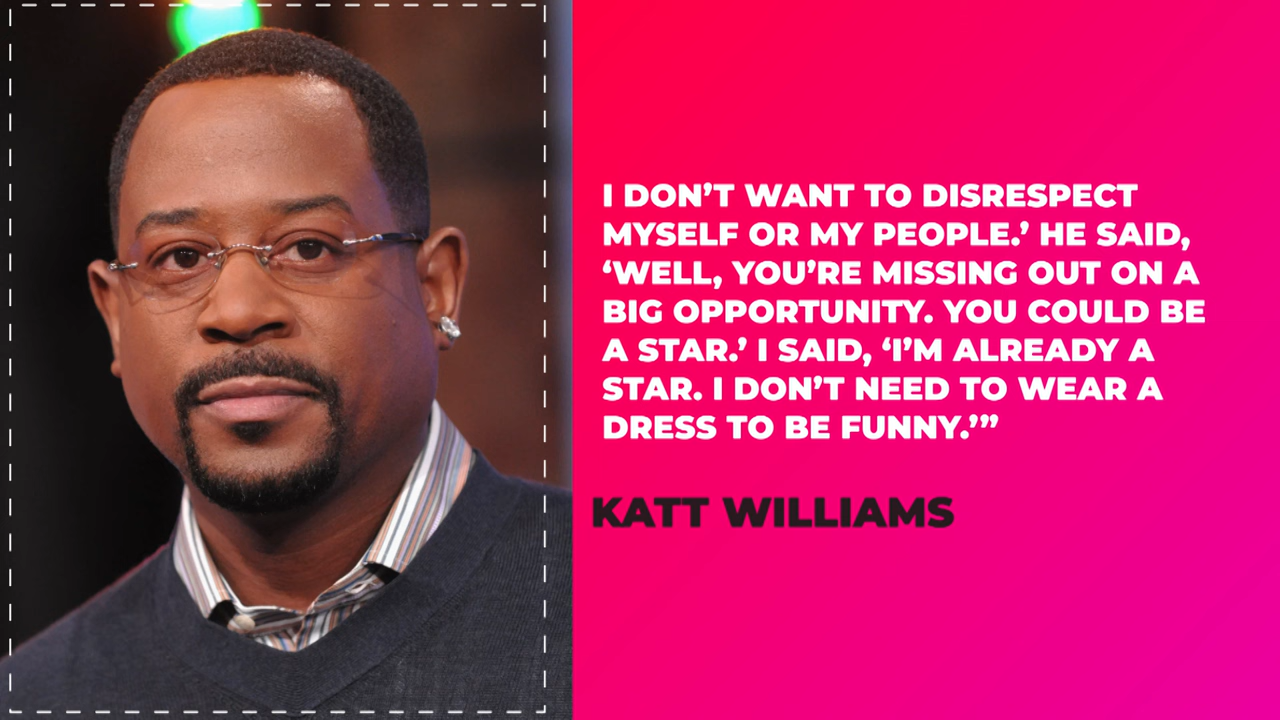 I DON’T WANT TO DISRESPECT
MYSELF OR MY PEOPLE.’ HE SAID,
‘WELL, YOU’RE MISSING OUT ON A
BIG OPPORTUNITY. YOU COULD BE
A STAR.’ I SAID, ‘I’M ALREADY A
STAR. I DON’T NEED TO WEAR A
DRESS TO BE FUNNY.’”
KATT WILLIAMS